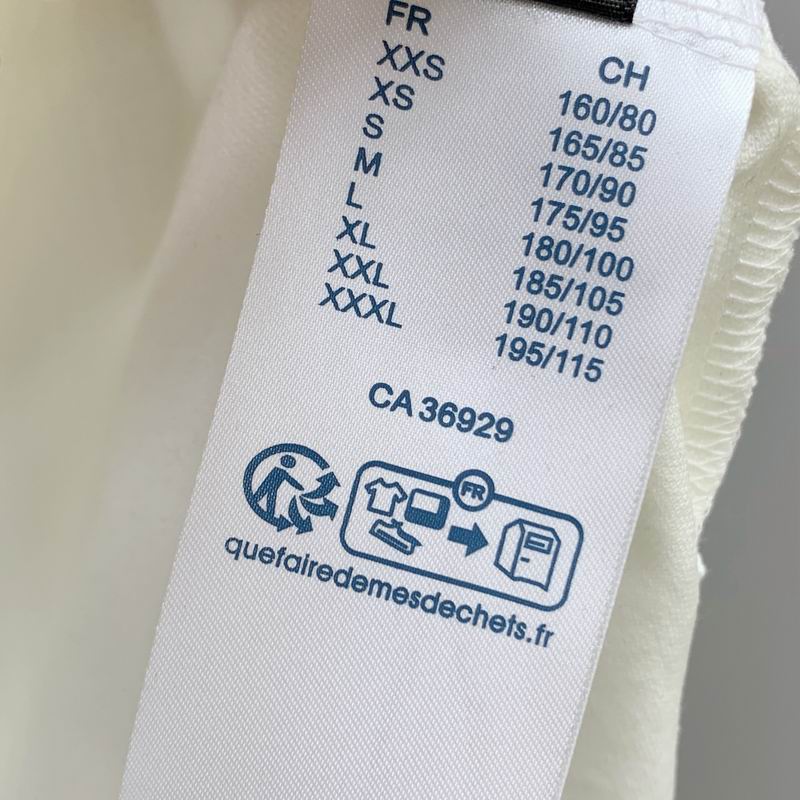 FR CH
XXS 160/80
XS 165/85
S 170/90
M 175/95
L 180/100
XL 185/105
XXL 190/110
XXXL 195/115
CA 36929
FR
quefairedemesdechets.fr